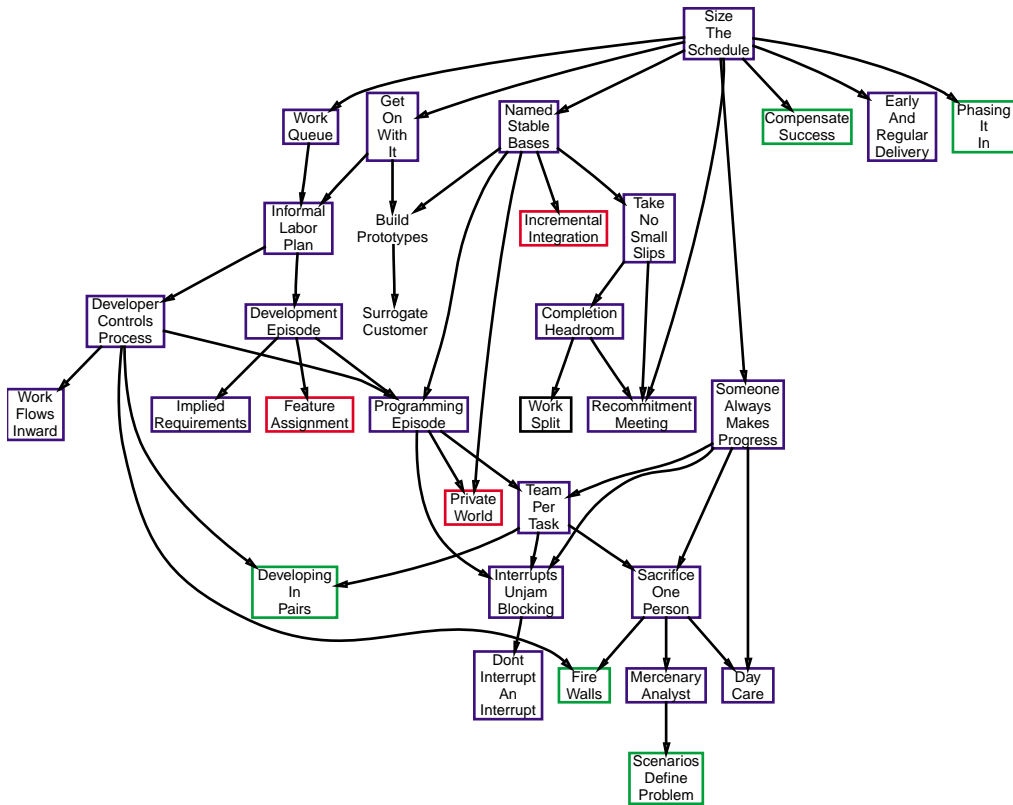 Size
The
Schedule
Work
Queue
Get
On
With
It
Named
Stable
Bases
Compensate
Success
Early
And
Regular
Delivery
Phasing
It
In
Informal
Labor
Plan
Build
Prototypes
Incremental
Integration
Take
No
Small
Slips
Developer
Controls
Process
Development
Episode
Surrogate
Customer
Completion
Headroom
Work
Flows
Inward
Implied
Requirements
Feature
Assignment
Programming
Episode
Work
Split
Recommitment
Meeting
Someone
Always
Makes
Progress
Private
World
Team
Per
Task
Developing
In
Pairs
Interrupts
Unjam
Blocking
Sacrifice
One
Person
Dont
Interrupt
An
Interrupt
Fire
Walls
Mercenary
Analyst
Day
Care
Scenarios
Define
Problem